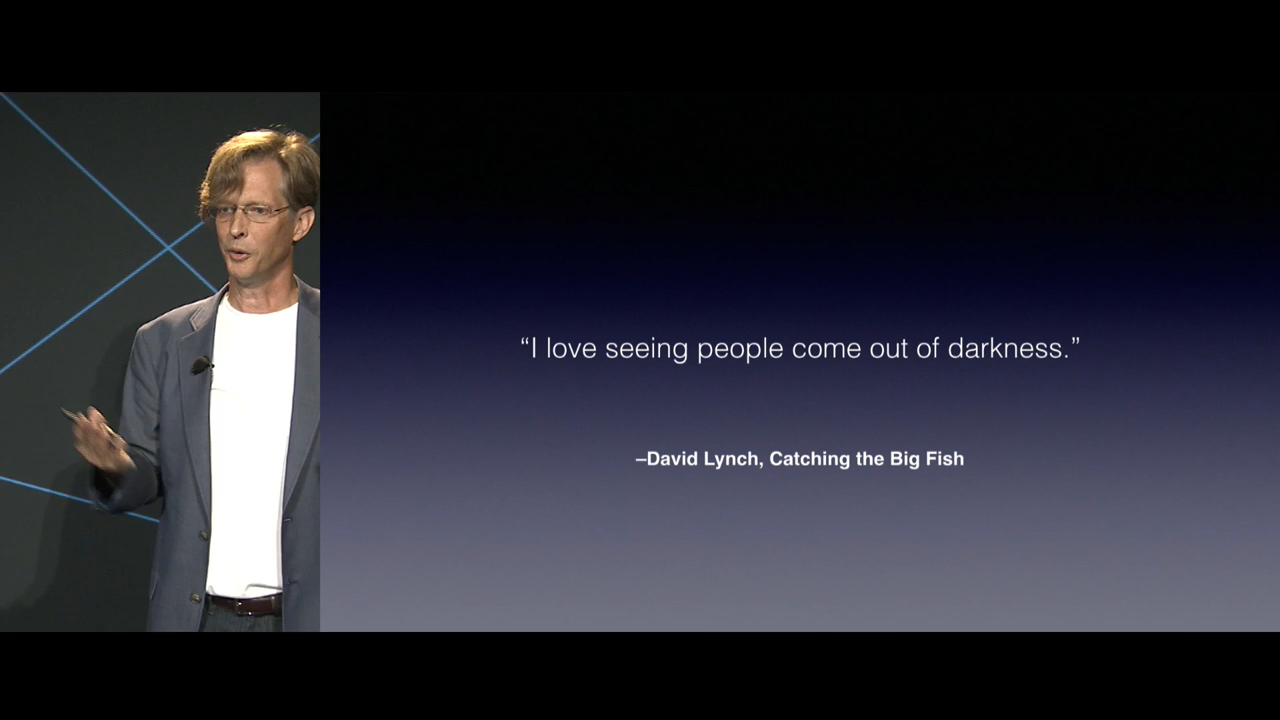 “I love seeing people come out of darkness.”
–David Lynch, Catching the Big Fish